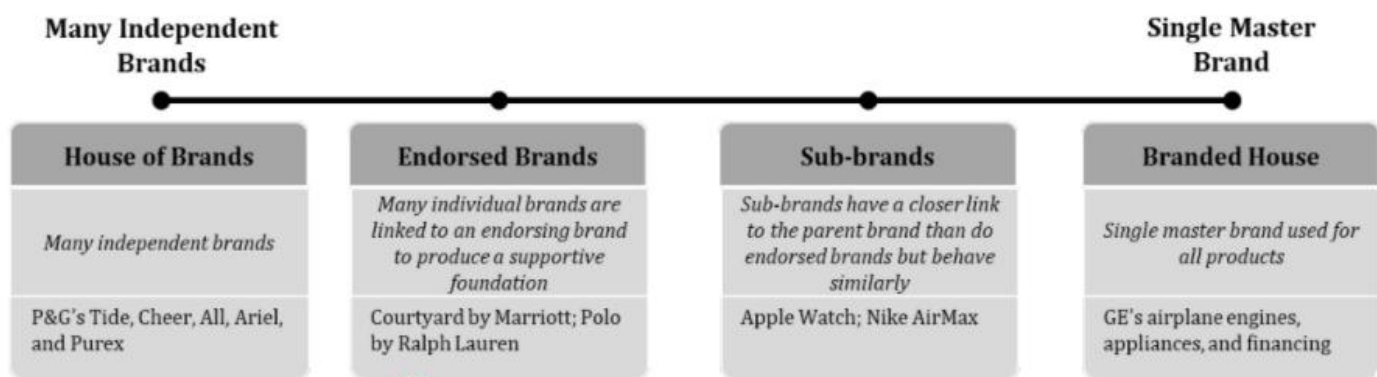 Many Independent
Brands
Single Master
Brand
House of Brands
Many independent brands
P&G's Tide, Cheer, All, Ariel,
and Purex
Endorsed Brands
Many individual brands are
linked to an endorsing brand
to produce a supportive
foundation
Courtyard by Marriott; Polo
by Ralph Lauren
Sub-brands
Sub-brands have a closer link
to the parent brand than do
endorsed brands but behave
similarly
Apple Watch; Nike AirMax
Branded House
Single master brand used for
all products
GE's airplane engines,
appliances, and financing